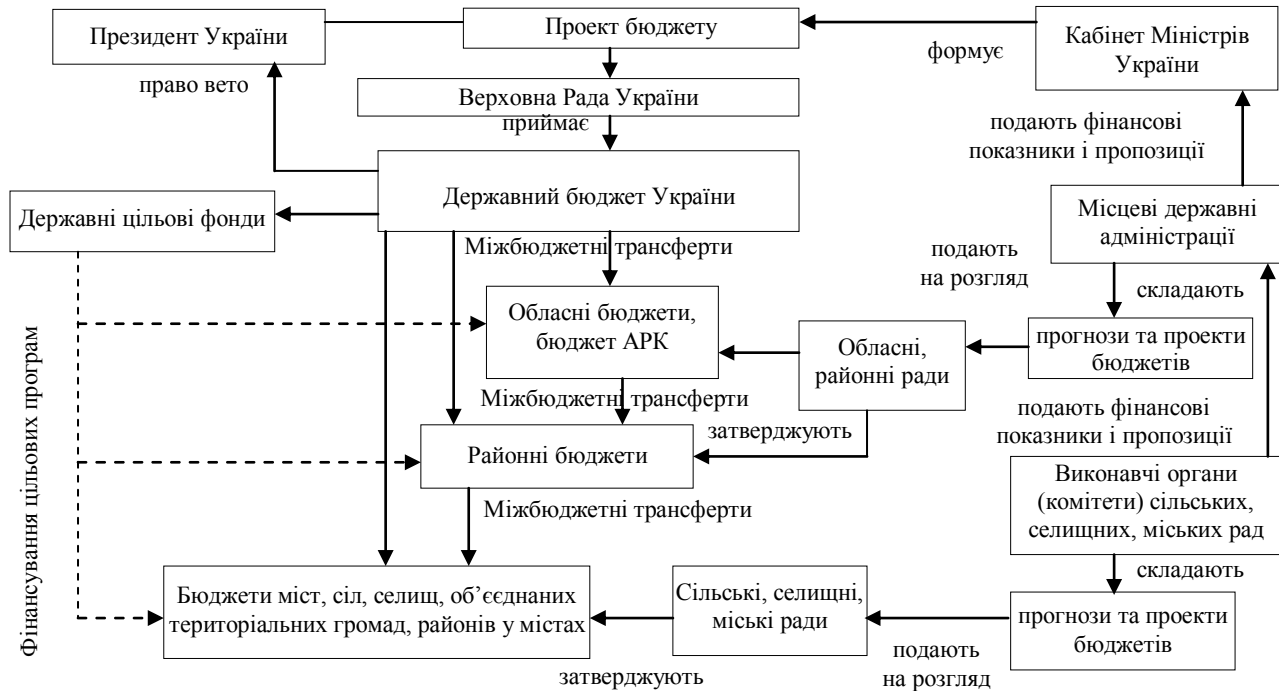 Президент України
Проект бюджету
Кабінет Міністрів
України
формує
право вето
Верховна Рада України
приймає
подають фінансові
показники і пропозиції
Державний бюджет України
Державні цільові фонди
Місцеві державні
адміністрації
Міжбюджетні трансферти
подають
на розгляд
складають
Обласні бюджети,
бюджет АРК
Обласні,
районні ради
прогнози та проекти
бюджетів
Міжбюджетні трансферти
затверджують
подають фінансові
показники і пропозиції
Районні бюджети
Виконавчі органи
(комітети) сільських,
селищних, міських рад
Міжбюджетні трансферти
складають
Фінансування цільових програм
Бюджети міст, сіл, селищ, об’єєднаних
територіальних громад, районів у містах
Сільські, селищні,
міські ради
прогнози та проекти
бюджетів
затверджують
подають
на розгляд